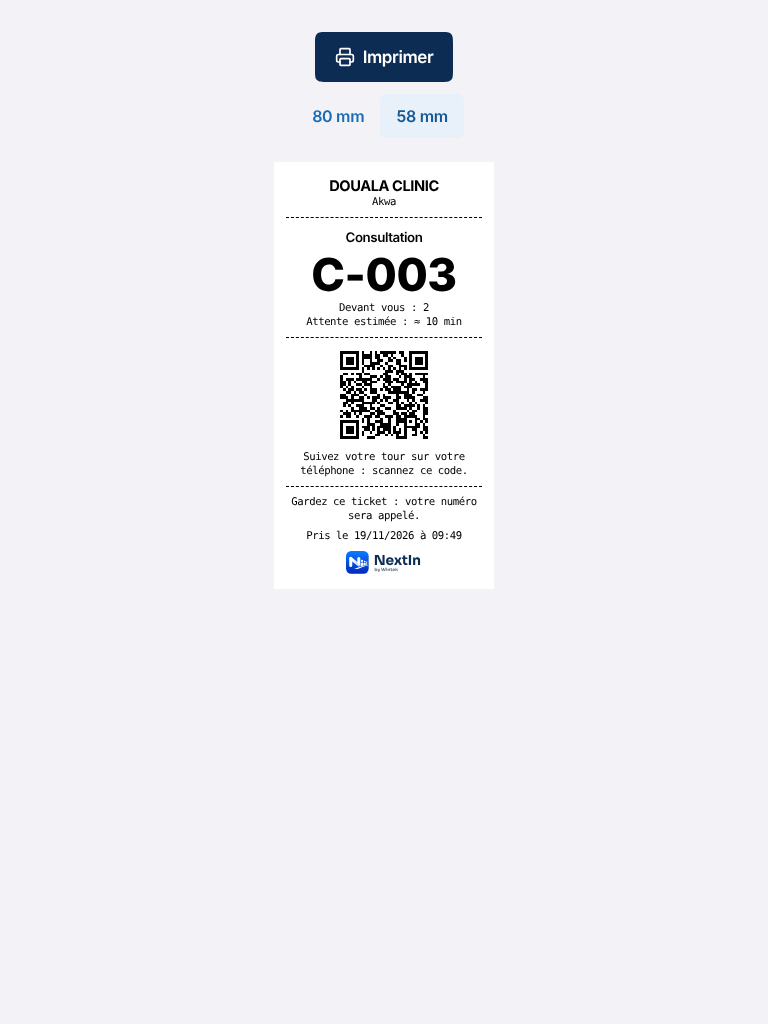 Imprimer
80 mm 58 mm
DOUALA CLINIC
Akwa
Consultation
C-003
Devant vous : 2
Attente estimée : ≈ 10 min
Suivez votre tour sur votre
téléphone : scannez ce code.
Gardez ce ticket : votre numéro
sera appelé.
Pris le 19/11/2026 à 09:49
NextIn